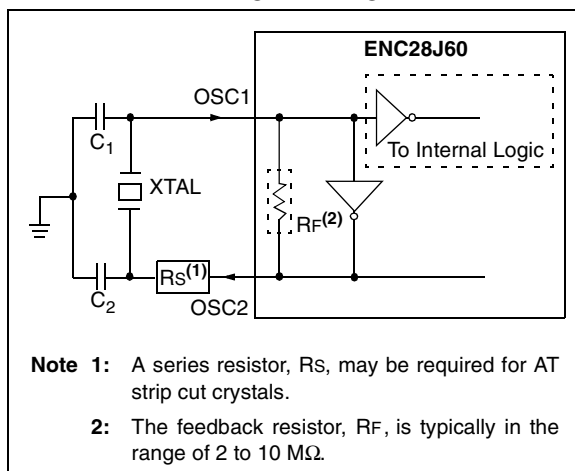 ENC28J60
OSC1
C1
To Internal Logic
XTAL
RF(2)
C2
RS(1)
OSC2
Note 1: A series resistor, RS, may be required for AT
strip cut crystals.
2: The feedback resistor, RF, is typically in the
range of 2 to 10 MΩ.